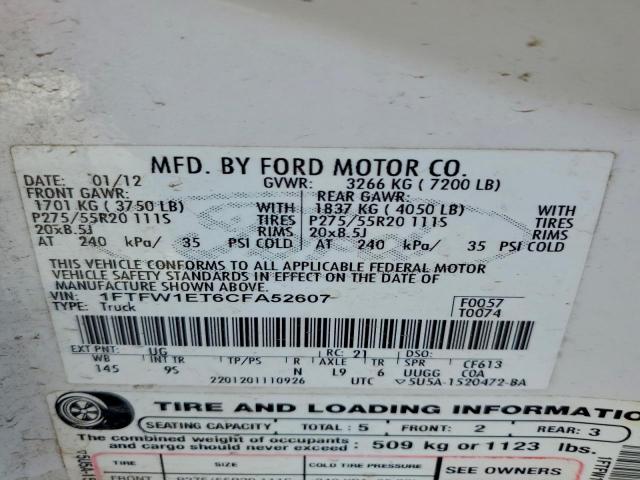 MFD. BY FORD MOTOR CO.
DATE: 01/12 GVWR: 3266 KG ( 7200 LB)
FRONT GAWR: REAR GAWR:
1701 KG ( 3750 LB) WITH 1837 KG ( 4050 LB) WITH
P275/55R20 111S TIRES P275/55R20 111S TIRES
20x8.5J RIMS 20x8.5J RIMS
AT 240 kPa/ 35 PSI COLD AT 240 kPa/ 35 PSI COLD
THIS VEHICLE CONFORMS TO ALL APPLICABLE FEDERAL MOTOR
VEHICLE SAFETY STANDARDS IN EFFECT ON THE DATE OF MANUFACTURE
SHOWN ABOVE.
VIN: 1FTFW1ET6CFA52607 F0057
TYPE: Truck T0074
EXT PNT: UG RC: 21 DSO:
WB INT TR TP/PS R AXLE TR SPR CF613
145 9S N L9 6 UUGG COA
22012011110926 UTC 5U5A-1520472-BA
TIRE AND LOADING INFORMATION
SEATING CAPACITY TOTAL: 5 FRONT: 2 REAR: 3
The combined weight of occupants
and cargo should never exceed: 509 kg or 1123 lbs.
TIRE SIZE COLD TIRE PRESSURE SEE OWNERS
FRONT